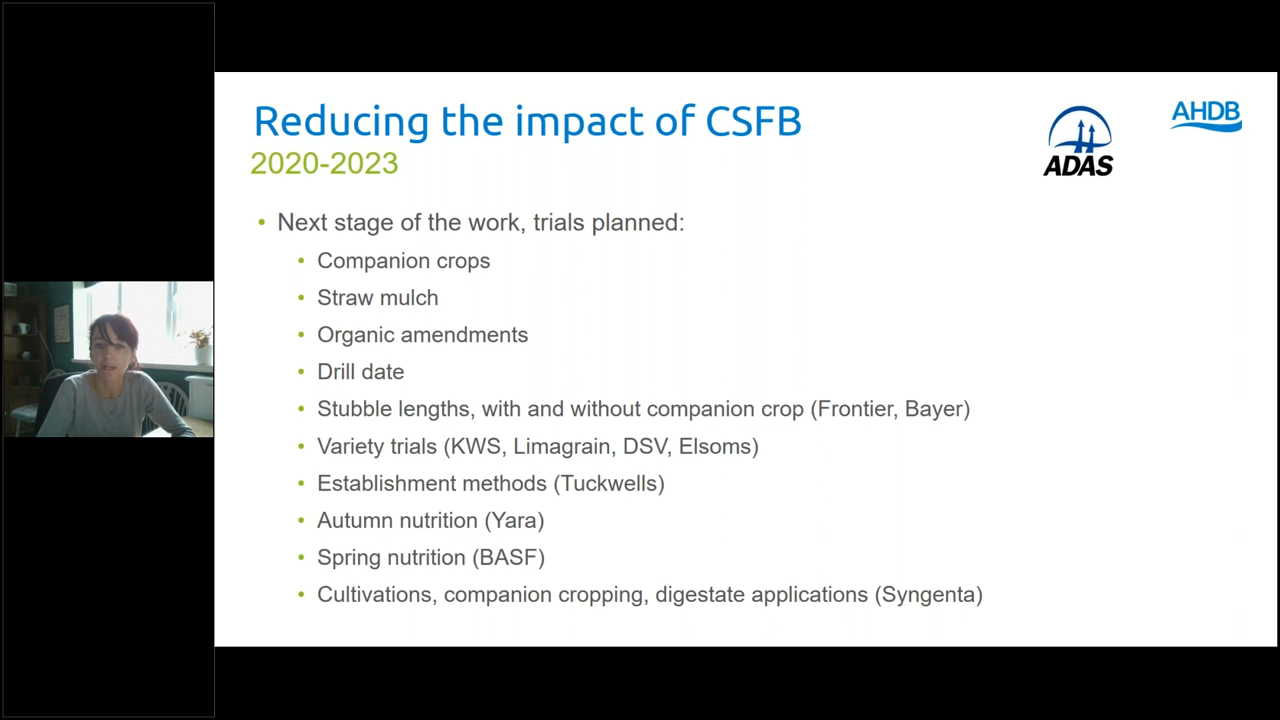 Reducing the impact of CSFB
2020-2023
ADAS
AHDB
• Next stage of the work, trials planned:
• Companion crops
• Straw mulch
• Organic amendments
• Drill date
• Stubble lengths, with and without companion crop (Frontier, Bayer)
• Variety trials (KWS, Limagrain, DSV, Elsoms)
• Establishment methods (Tuckwells)
• Autumn nutrition (Yara)
• Spring nutrition (BASF)
• Cultivations, companion cropping, digestate applications (Syngenta)